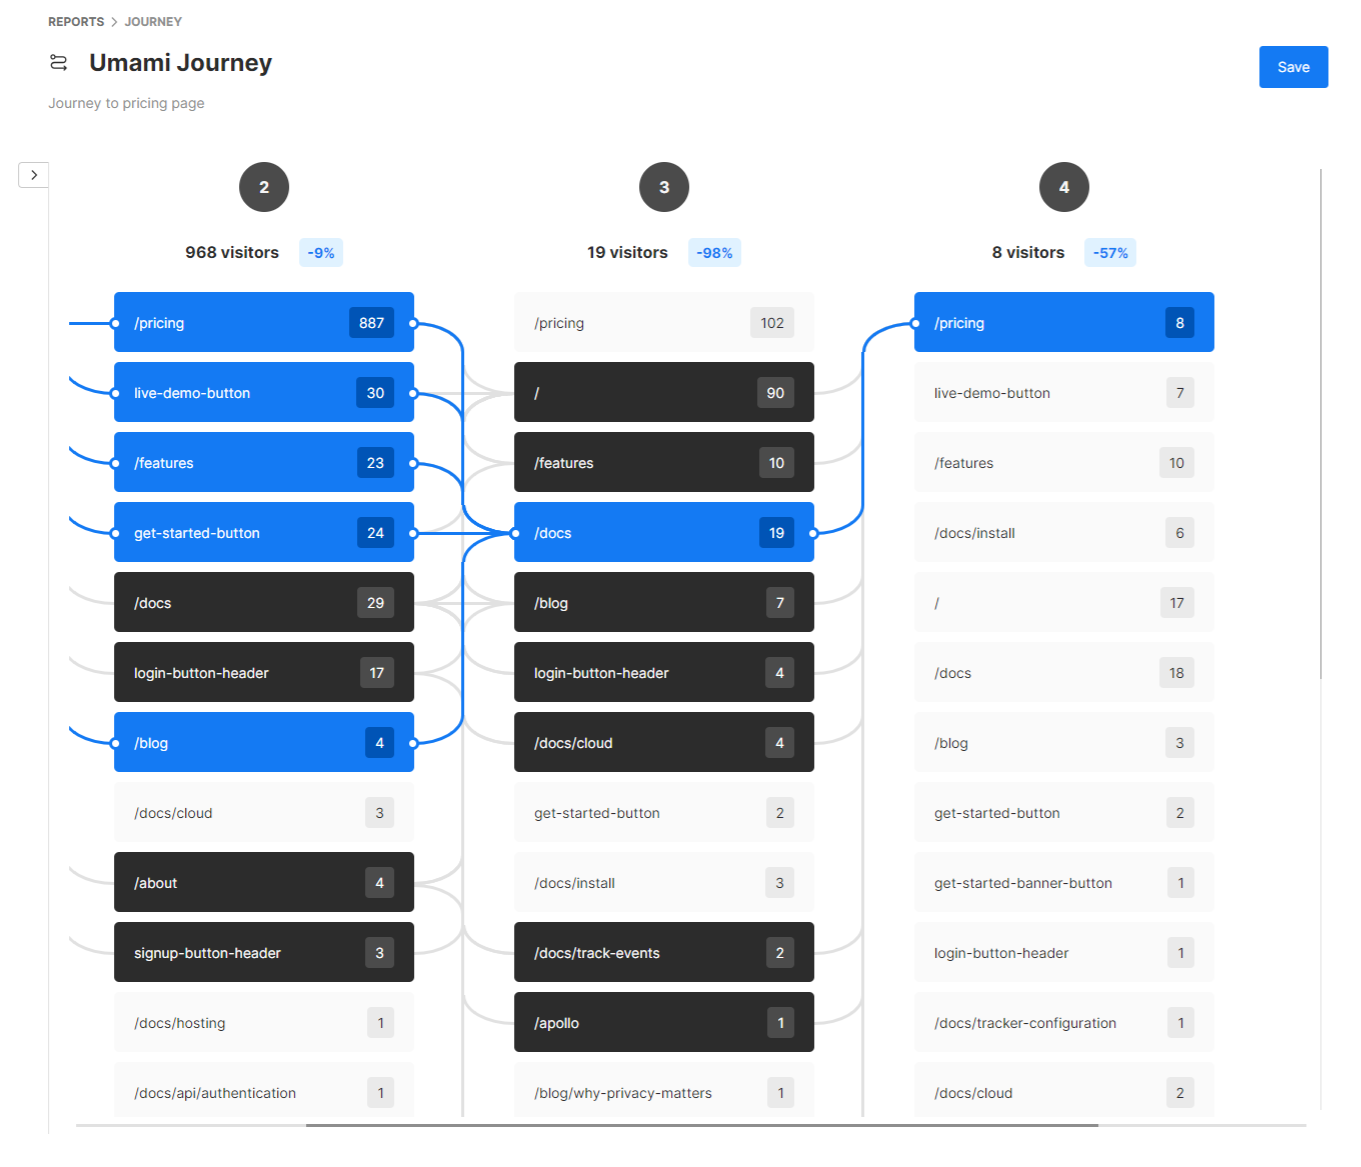 REPORTS > JOURNEY
Umami Journey
Save
Journey to pricing page
2
968 visitors -9%
/pricing 887
live-demo-button 30
/features 23
get-started-button 24
/docs 29
login-button-header 17
/blog 4
/docs/cloud 3
/about 4
signup-button-header 3
/docs/hosting 1
/docs/api/authentication 1
3
19 visitors -98%
/pricing 102
/ 90
/features 10
/docs 19
/blog 7
login-button-header 4
/docs/cloud 4
get-started-button 2
/docs/install 3
/docs/track-events 2
/apollo 1
/blog/why-privacy-matters 1
4
8 visitors -57%
/pricing 8
live-demo-button 7
/features 10
/docs/install 6
/ 17
/docs 18
/blog 3
get-started-button 2
get-started-banner-button 1
login-button-header 1
/docs/tracker-configuration 1
/docs/cloud 2